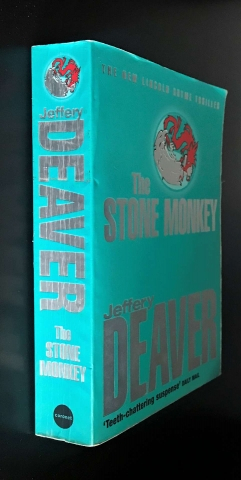 Jeffery
DEAVER
The
STONE
MONKEY
coronet
THE NEW LINCOLN RHYME THRILLER
The
STONE MONKEY
Jeffery
DEAVER
'Teeth-chattering suspense' DAILY MAIL